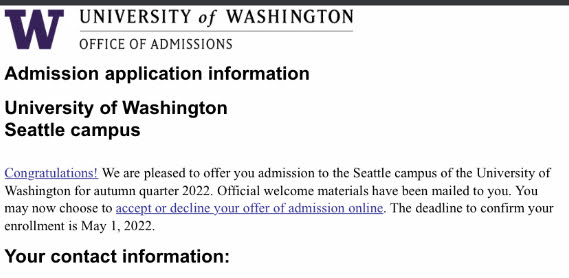 W UNIVERSITY of WASHINGTON
OFFICE OF ADMISSIONS
Admission application information
University of Washington
Seattle campus
Congratulations! We are pleased to offer you admission to the Seattle campus of the University of
Washington for autumn quarter 2022. Official welcome materials have been mailed to you. You
may now choose to accept or decline your offer of admission online. The deadline to confirm your
enrollment is May 1, 2022.
Your contact information: